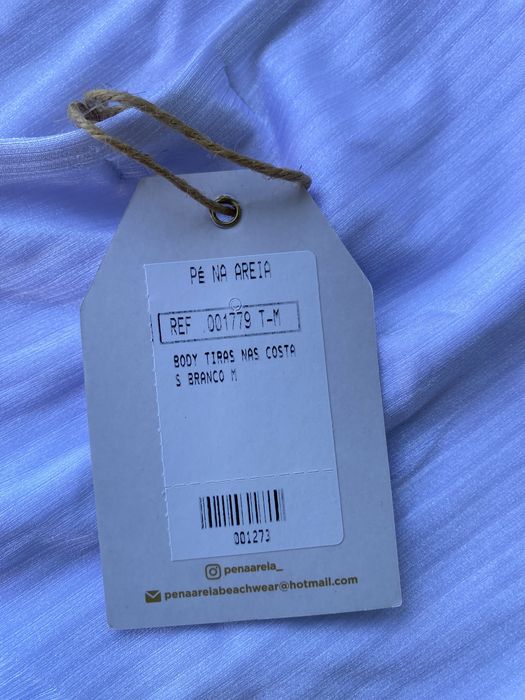 PÉ NA AREIA
REF .001779 T-M
BODY TIRAS NAS COSTA
S BRANCO M
001273
penaareia_
penaareiabeachwear@hotmail.com